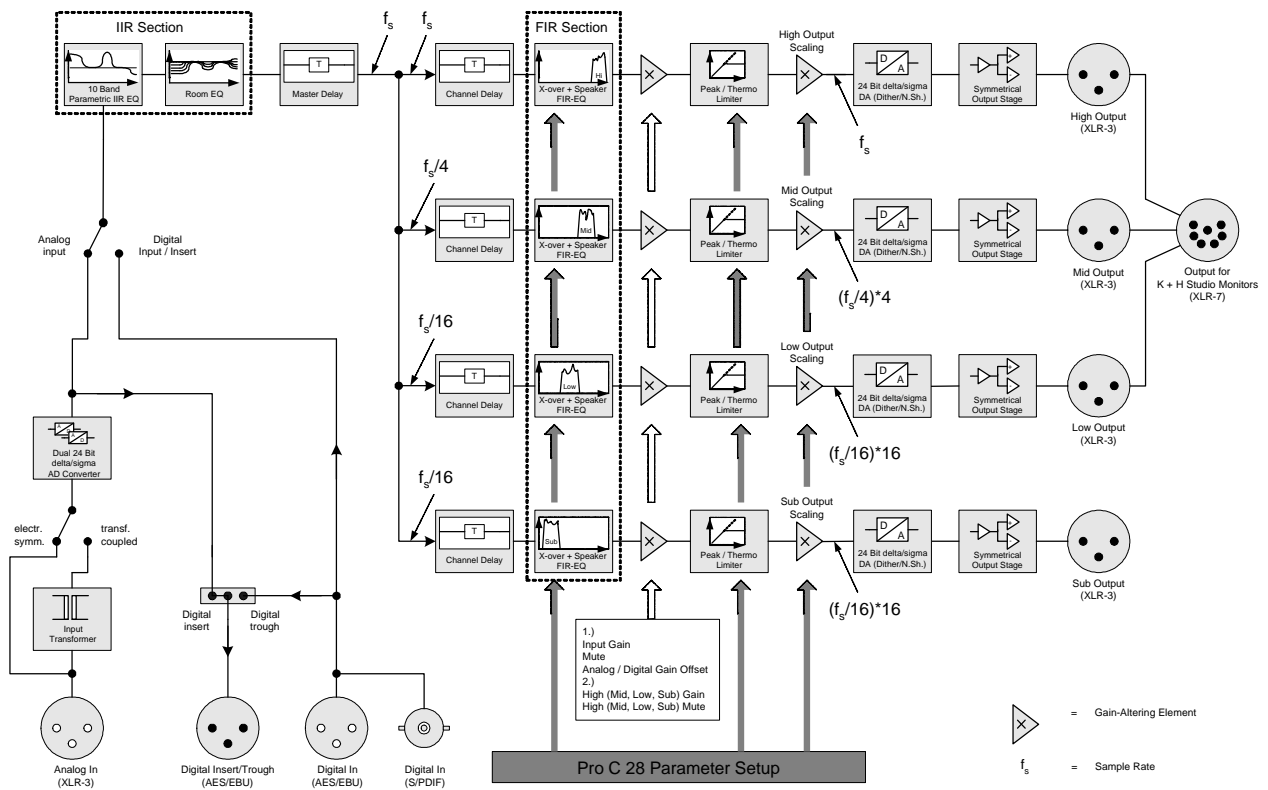 IIR Section
10 Band
Parametric IIR EQ
Room EQ
T
Master Delay
fs
fs
T
Channel Delay
FIR Section
Hi
X-over + Speaker
FIR-EQ
×
Peak / Thermo
Limiter
High Output
Scaling
×
fs
D
A
24 Bit delta/sigma
DA (Dither/N.Sh.)
+
-
Symmetrical
Output Stage
High Output
(XLR-3)
fs/4
T
Channel Delay
Mid
X-over + Speaker
FIR-EQ
×
Peak / Thermo
Limiter
Mid Output
Scaling
×
(fs/4)*4
D
A
24 Bit delta/sigma
DA (Dither/N.Sh.)
+
-
Symmetrical
Output Stage
Mid Output
(XLR-3)
Output for
K + H Studio Monitors
(XLR-7)
Analog
input
Digital
Input / Insert
fs/16
T
Channel Delay
Low
X-over + Speaker
FIR-EQ
×
Peak / Thermo
Limiter
Low Output
Scaling
×
(fs/16)*16
D
A
24 Bit delta/sigma
DA (Dither/N.Sh.)
+
-
Symmetrical
Output Stage
Low Output
(XLR-3)
A
D
Dual 24 Bit
delta/sigma
AD Converter
electr.
symm.
transf.
coupled
fs/16
T
Channel Delay
Sub
X-over + Speaker
FIR-EQ
×
Peak / Thermo
Limiter
Sub Output
Scaling
×
(fs/16)*16
D
A
24 Bit delta/sigma
DA (Dither/N.Sh.)
+
-
Symmetrical
Output Stage
Sub Output
(XLR-3)
Input
Transformer
Digital
insert
Digital
trough
1.)
Input Gain
Mute
Analog / Digital Gain Offset
2.)
High (Mid, Low, Sub) Gain
High (Mid, Low, Sub) Mute
Analog In
(XLR-3)
Digital Insert/Trough
(AES/EBU)
Digital In
(AES/EBU)
Digital In
(S/PDIF)
Pro C 28 Parameter Setup
× = Gain-Altering Element
fs = Sample Rate